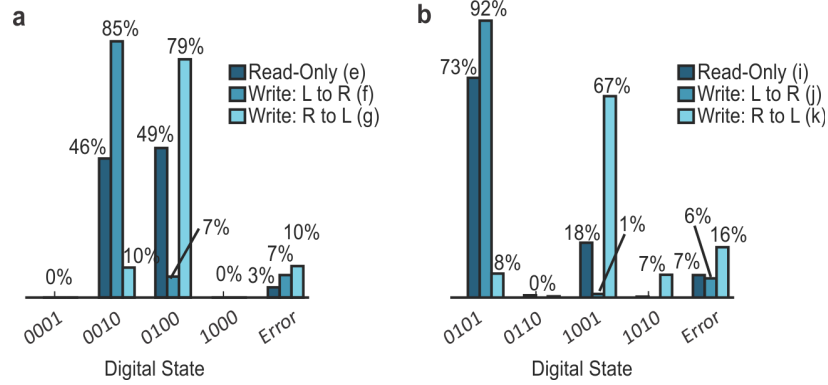 a
85%
79%
46%
49%
7%
10%
0%
0%
3%
7%
10%
Read-Only (e)
Write: L to R (f)
Write: R to L (g)
0001
0010
0100
1000
Error
Digital State
b
92%
73%
67%
8%
0%
18%
1%
7%
7%
6%
16%
Read-Only (i)
Write: L to R (j)
Write: R to L (k)
0101
0110
1001
1010
Error
Digital State